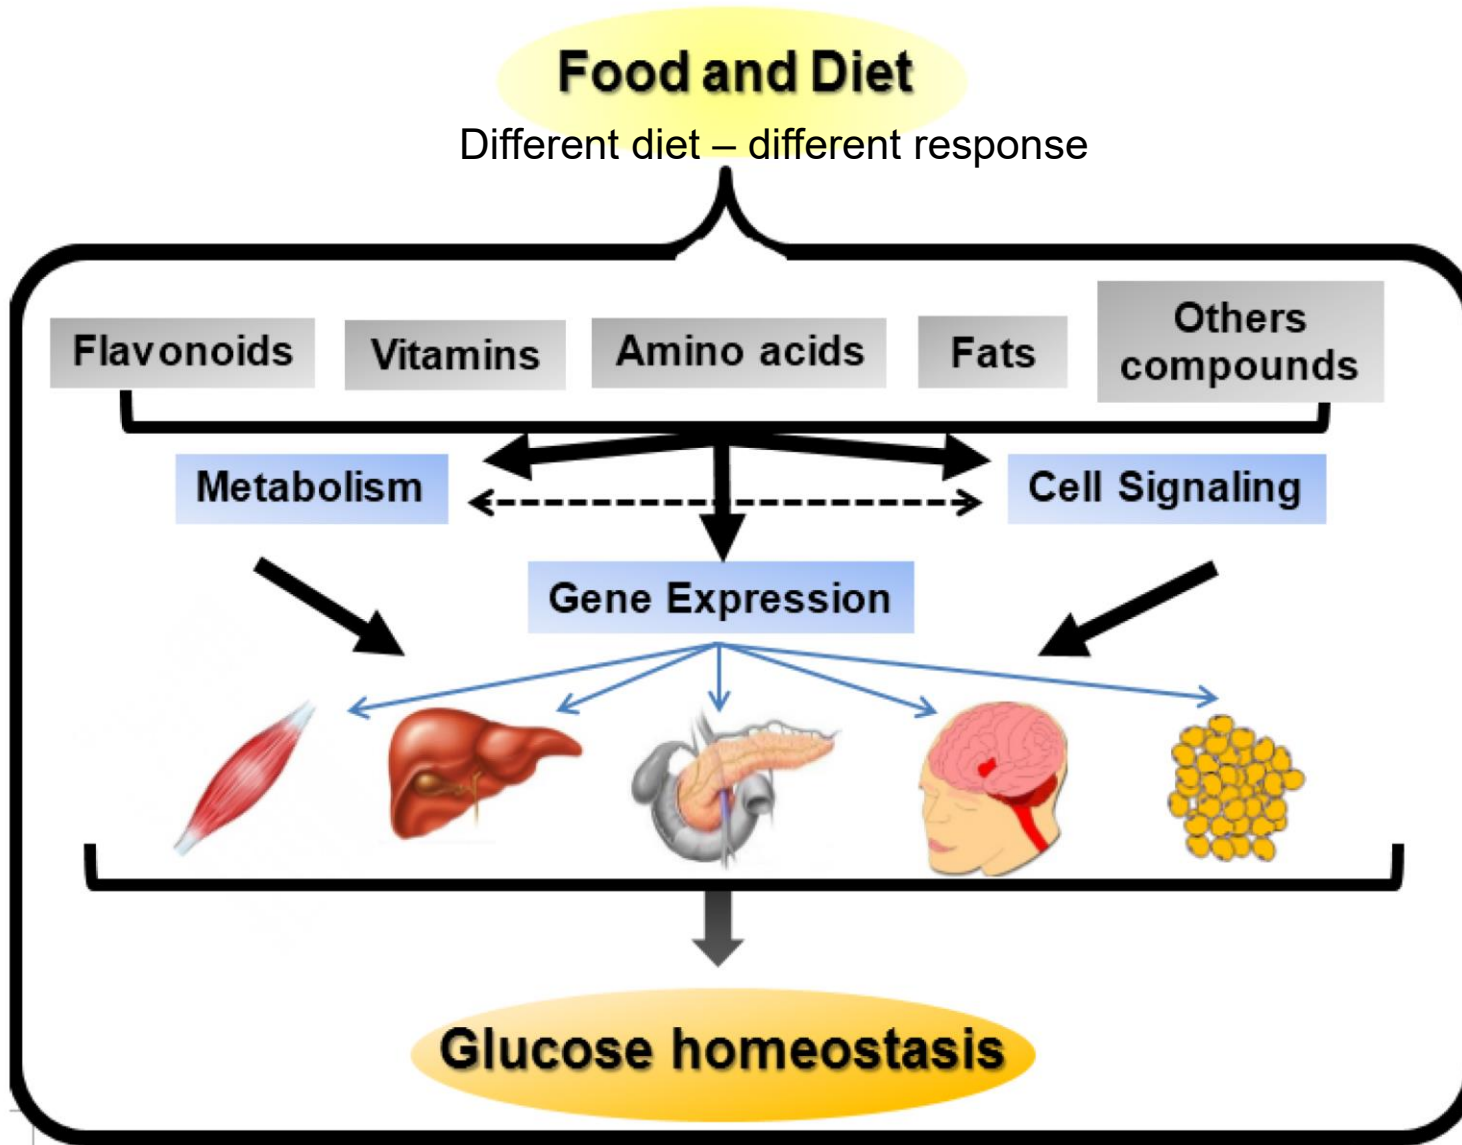 Food and Diet
Different diet – different response
Flavonoids
Vitamins
Amino acids
Fats
Others
compounds
Metabolism
Cell Signaling
Gene Expression
Glucose homeostasis